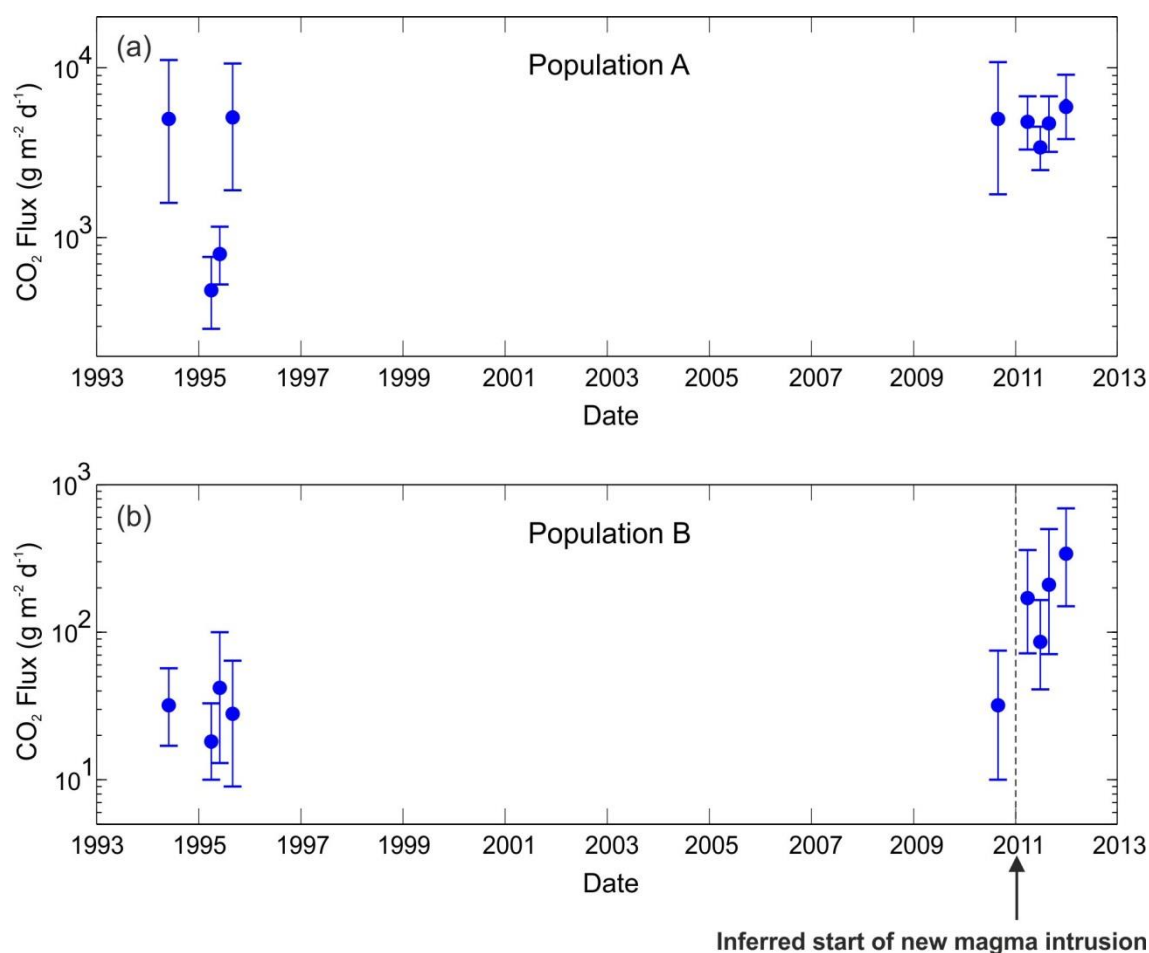 (a)
Population A
10⁴
10³
CO₂ Flux (g m⁻² d⁻¹)
1993 1995 1997 1999 2001 2003 2005 2007 2009 2011 2013
Date
(b)
Population B
10³
10²
10¹
CO₂ Flux (g m⁻² d⁻¹)
1993 1995 1997 1999 2001 2003 2005 2007 2009 2011 2013
Date
Inferred start of new magma intrusion